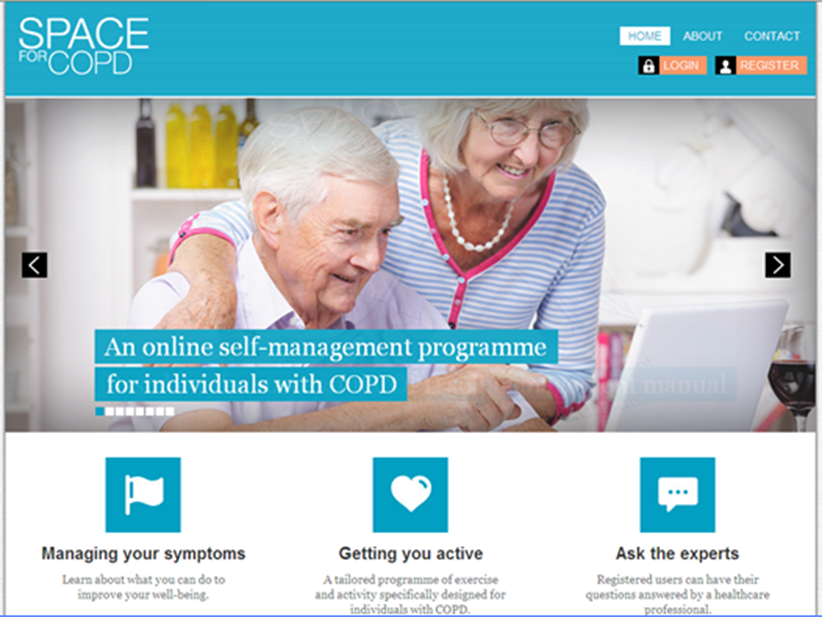 SPACE
FOR COPD
HOME ABOUT CONTACT
LOGIN REGISTER
An online self-management programme
for individuals with COPD
manual
Managing your symptoms
Learn about what you can do to
improve your well-being.
Getting you active
A tailored programme of exercise
and activity specifically designed for
individuals with COPD.
Ask the experts
Registered users can have their
questions answered by a healthcare
professional.